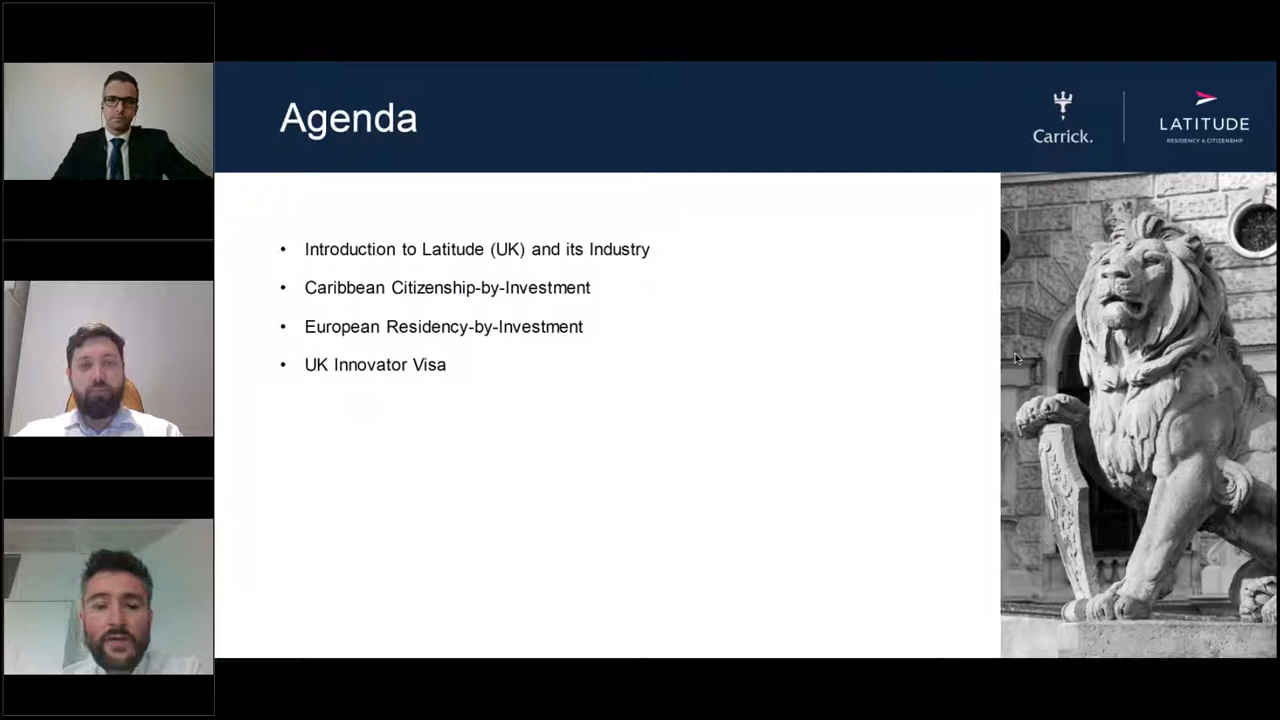 Agenda
Carrick.
LATITUDE
RESIDENCY & CITIZENSHIP
• Introduction to Latitude (UK) and its Industry
• Caribbean Citizenship-by-Investment
• European Residency-by-Investment
• UK Innovator Visa